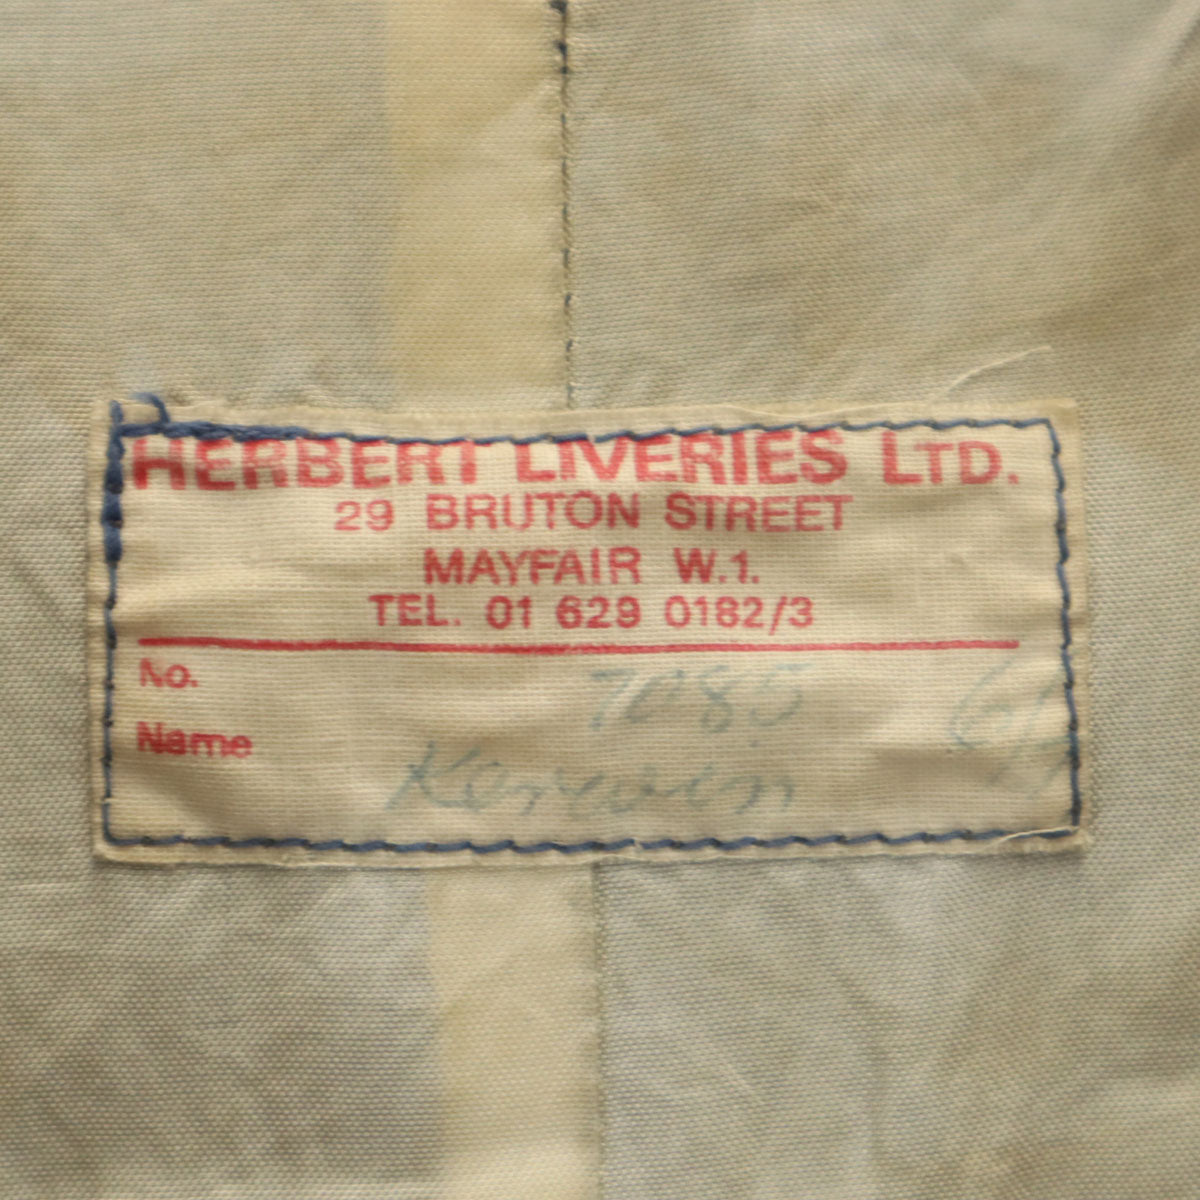 HERBERT LIVERIES LTD.
29 BRUTON STREET
MAYFAIR W.1.
TEL. 01 629 0182/3
No. 7085
Name